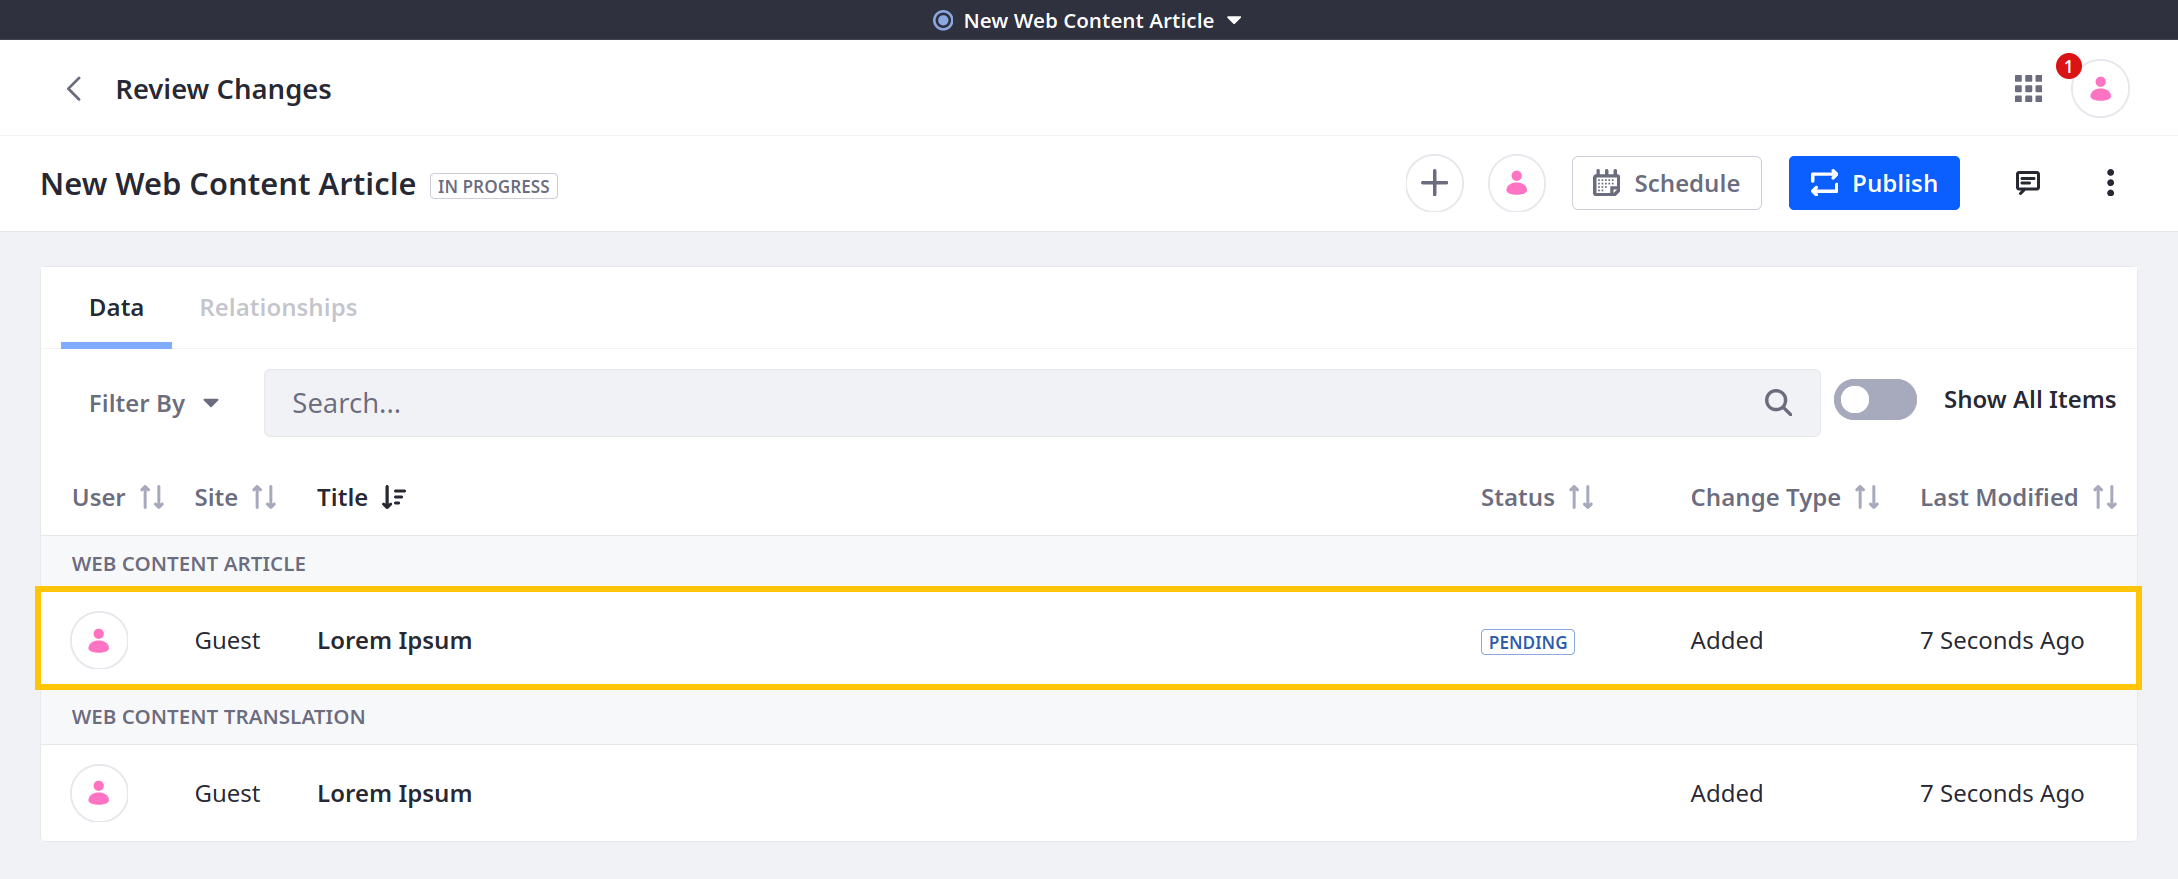 New Web Content Article
Review Changes
1
New Web Content Article IN PROGRESS
Schedule
Publish
Data Relationships
Filter By Search... Show All Items
User Site Title Status Change Type Last Modified
WEB CONTENT ARTICLE
Guest Lorem Ipsum PENDING Added 7 Seconds Ago
WEB CONTENT TRANSLATION
Guest Lorem Ipsum Added 7 Seconds Ago